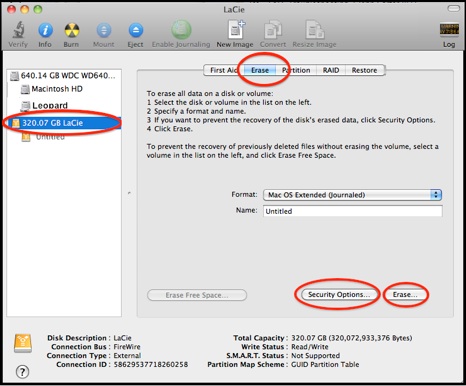 LaCie
Verify Info Burn Mount Eject Enable Journaling New Image Convert Resize Image Log
640.14 GB WDC WD640...
Macintosh HD
Leopard
320.07 GB LaCie
Untitled
First Aid Erase Partition RAID Restore
To erase all data on a disk or volume:
1 Select the disk or volume in the list on the left.
2 Specify a format and name.
3 If you want to prevent the recovery of the disk's erased data, click Security Options.
4 Click Erase.
To prevent the recovery of previously deleted files without erasing the volume, select a
volume in the list on the left, and click Erase Free Space.
Format: Mac OS Extended (Journaled)
Name: Untitled
Erase Free Space... Security Options... Erase...
Disk Description : LaCie
Connection Bus : FireWire
Connection Type : External
Connection ID : 58629537718260258
Total Capacity : 320.07 GB (320,072,933,376 Bytes)
Write Status : Read/Write
S.M.A.R.T. Status : Not Supported
Partition Map Scheme : GUID Partition Table
?